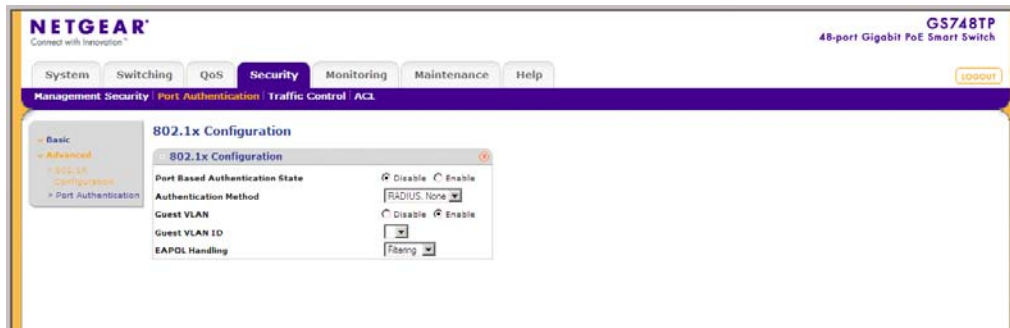 NETGEAR®
Connect with Innovation™
GS748TP
48-port Gigabit PoE Smart Switch
System Switching QoS Security Monitoring Maintenance Help
LOGOUT
Management Security Port Authentication Traffic Control ACL
Basic
Advanced
802.1X Configuration
Port Authentication
802.1x Configuration
802.1x Configuration
Port Based Authentication State Disable Enable
Authentication Method RADIUS, None
Guest VLAN Disable Enable
Guest VLAN ID
EAPOL Handling Filtering